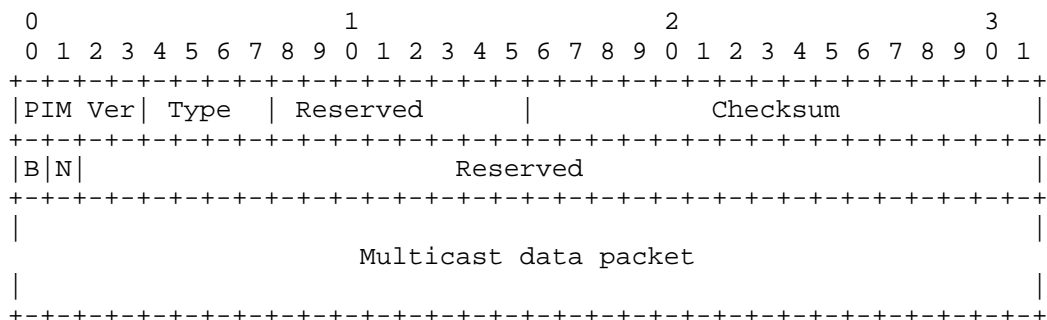 0                   1                   2                   3
 0 1 2 3 4 5 6 7 8 9 0 1 2 3 4 5 6 7 8 9 0 1 2 3 4 5 6 7 8 9 0 1
+-+-+-+-+-+-+-+-+-+-+-+-+-+-+-+-+-+-+-+-+-+-+-+-+-+-+-+-+-+-+-+-+
|PIM Ver| Type  | Reserved      |           Checksum            |
+-+-+-+-+-+-+-+-+-+-+-+-+-+-+-+-+-+-+-+-+-+-+-+-+-+-+-+-+-+-+-+-+
|B|N|                       Reserved                            |
+-+-+-+-+-+-+-+-+-+-+-+-+-+-+-+-+-+-+-+-+-+-+-+-+-+-+-+-+-+-+-+-+
|                                                               |
                      Multicast data packet
|                                                               |
+-+-+-+-+-+-+-+-+-+-+-+-+-+-+-+-+-+-+-+-+-+-+-+-+-+-+-+-+-+-+-+-+